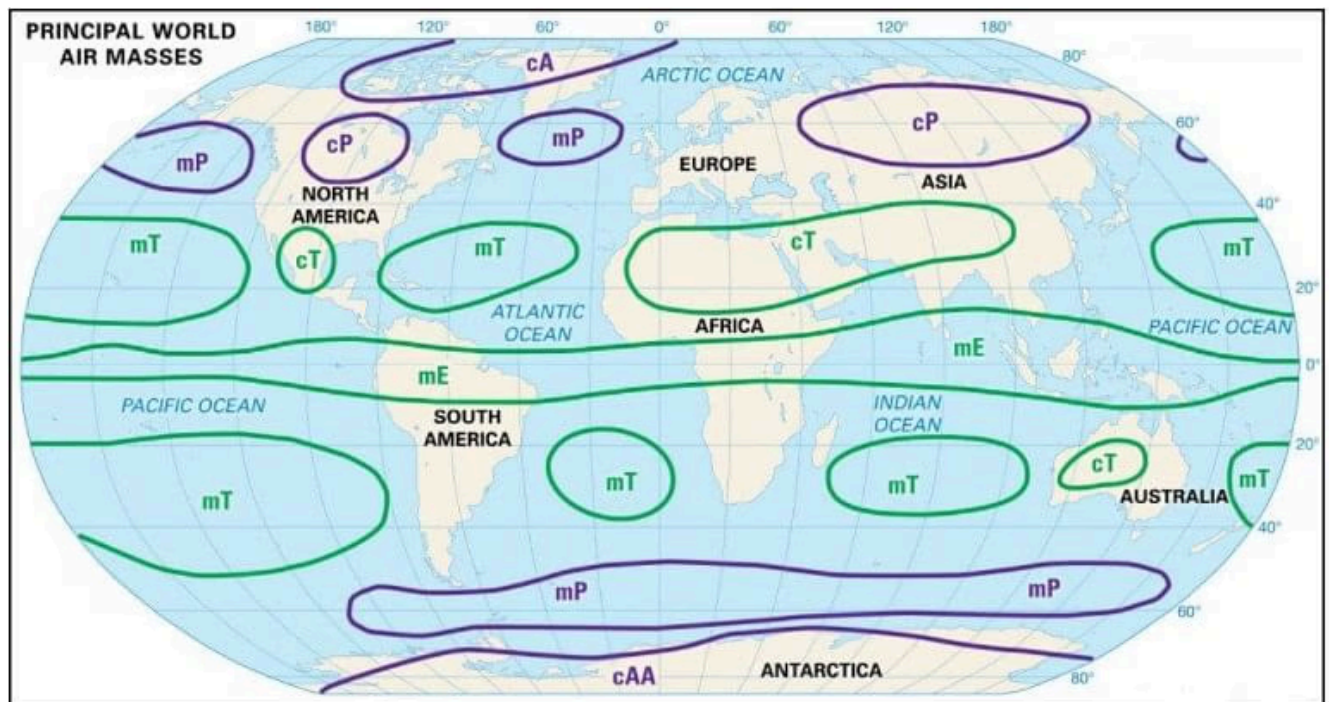 PRINCIPAL WORLD
AIR MASSES
180° 120° 60° 0° 60° 120° 180°
80°
cA
ARCTIC OCEAN
60°
mP
cP
mP
cP
EUROPE
ASIA
NORTH
AMERICA
40°
mT
cT
mT
cT
mT
20°
ATLANTIC
OCEAN
AFRICA
PACIFIC OCEAN
mE
0°
mE
PACIFIC OCEAN
SOUTH
AMERICA
INDIAN
OCEAN
20°
mT
mT
mT
cT
mT
AUSTRALIA
40°
mP
mP
60°
cAA
ANTARCTICA
80°